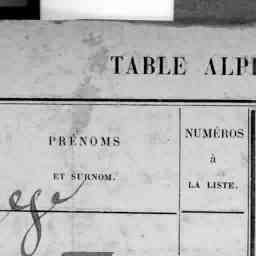 TABLE ALP
PRÉNOMS
ET SURNOM.
NUMÉROS
à
LA LISTE.